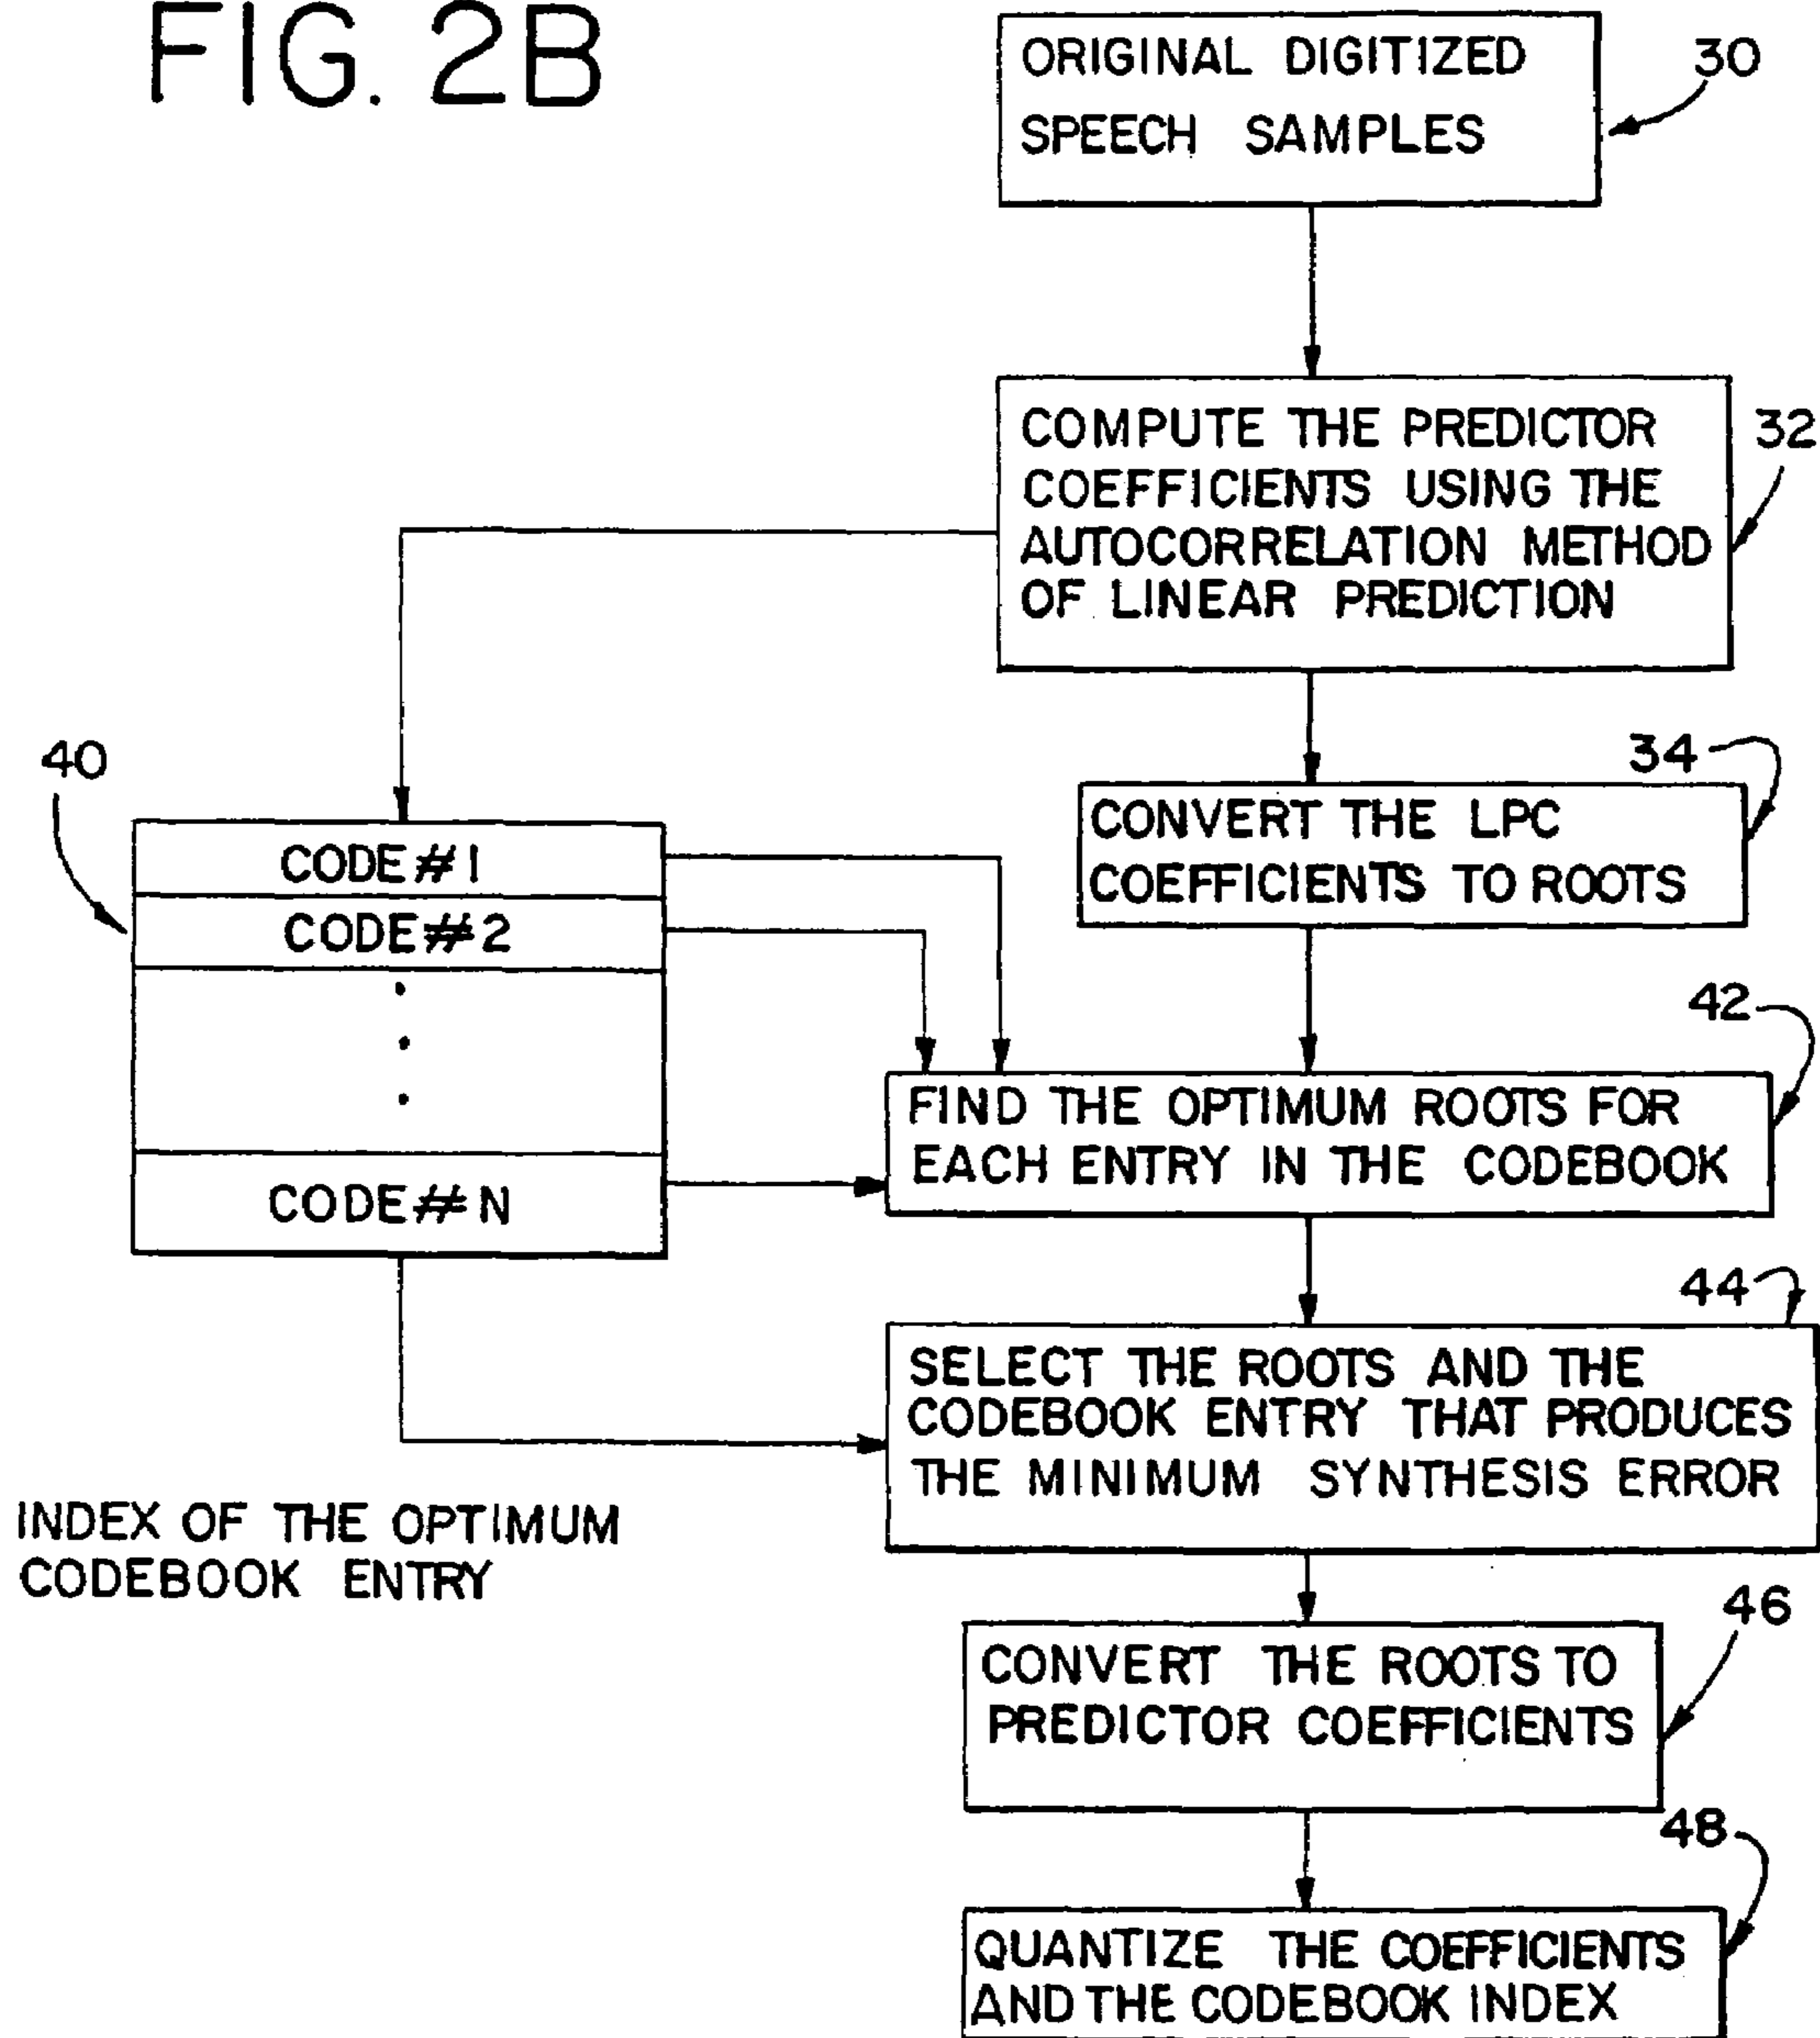 FIG. 2B
ORIGINAL DIGITIZED
SPEECH SAMPLES
30
COMPUTE THE PREDICTOR
COEFFICIENTS USING THE
AUTOCORRELATION METHOD
OF LINEAR PREDICTION
32
34
CONVERT THE LPC
COEFFICIENTS TO ROOTS
40
CODE#1
CODE#2
CODE#N
42
FIND THE OPTIMUM ROOTS FOR
EACH ENTRY IN THE CODEBOOK
44
SELECT THE ROOTS AND THE
CODEBOOK ENTRY THAT PRODUCES
THE MINIMUM SYNTHESIS ERROR
INDEX OF THE OPTIMUM
CODEBOOK ENTRY
46
CONVERT THE ROOTS TO
PREDICTOR COEFFICIENTS
48
QUANTIZE THE COEFFICIENTS
AND THE CODEBOOK INDEX